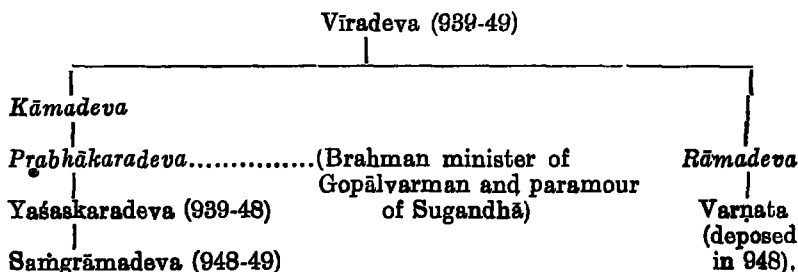 Vīradeva (939-49)
Kāmadeva
Prabhākaradeva...............(Brahman minister of Rāmadeva
Gopālvarman and paramour
Yaśaskaradeva (939-48) of Sugandhā) Varṇata
(deposed
Saṁgrāmadeva (948-49) in 948).